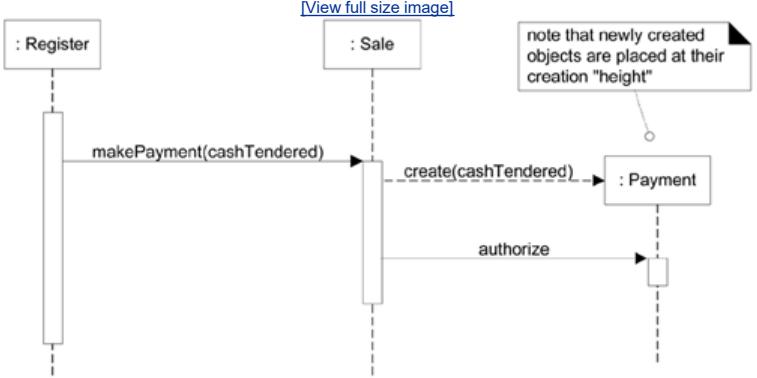 [View full size image]
: Register
: Sale
note that newly created
objects are placed at their
creation "height"
makePayment(cashTendered)
create(cashTendered)
: Payment
authorize